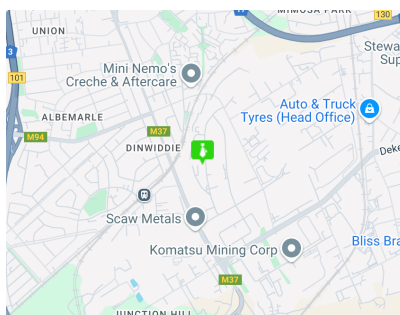 MIMOSA PARK
130
UNION
3
Stewa
Sup
Mini Nemo's
Creche & Aftercare
101
Auto & Truck
Tyres (Head Office)
ALBEMARLE
M37
M94
DINWIDDIE
Deke
Scaw Metals
Komatsu Mining Corp
Bliss Bra
M37
JUNCTION HILL